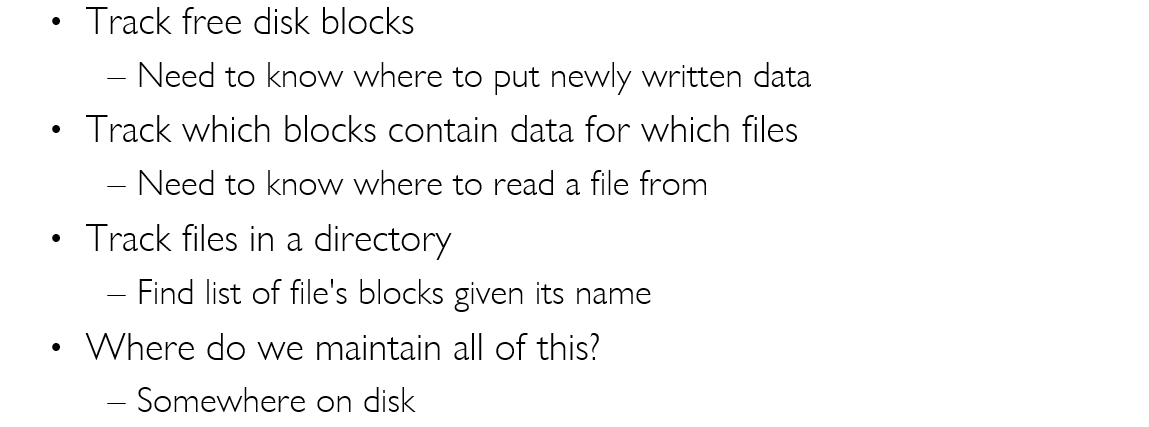 • Track free disk blocks
– Need to know where to put newly written data
• Track which blocks contain data for which files
– Need to know where to read a file from
• Track files in a directory
– Find list of file's blocks given its name
• Where do we maintain all of this?
– Somewhere on disk